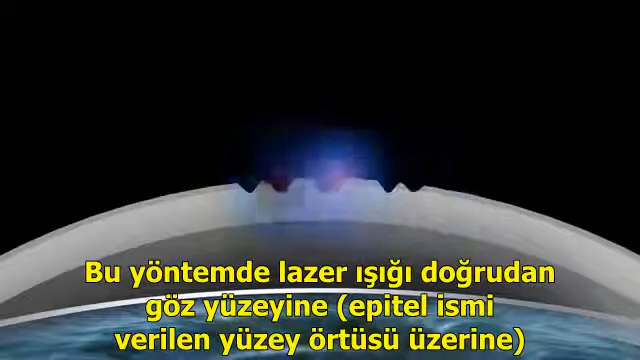 Bu yöntemde lazer ışığı doğrudan
göz yüzeyine (epitel ismi
verilen yüzey örtüsü üzerine)